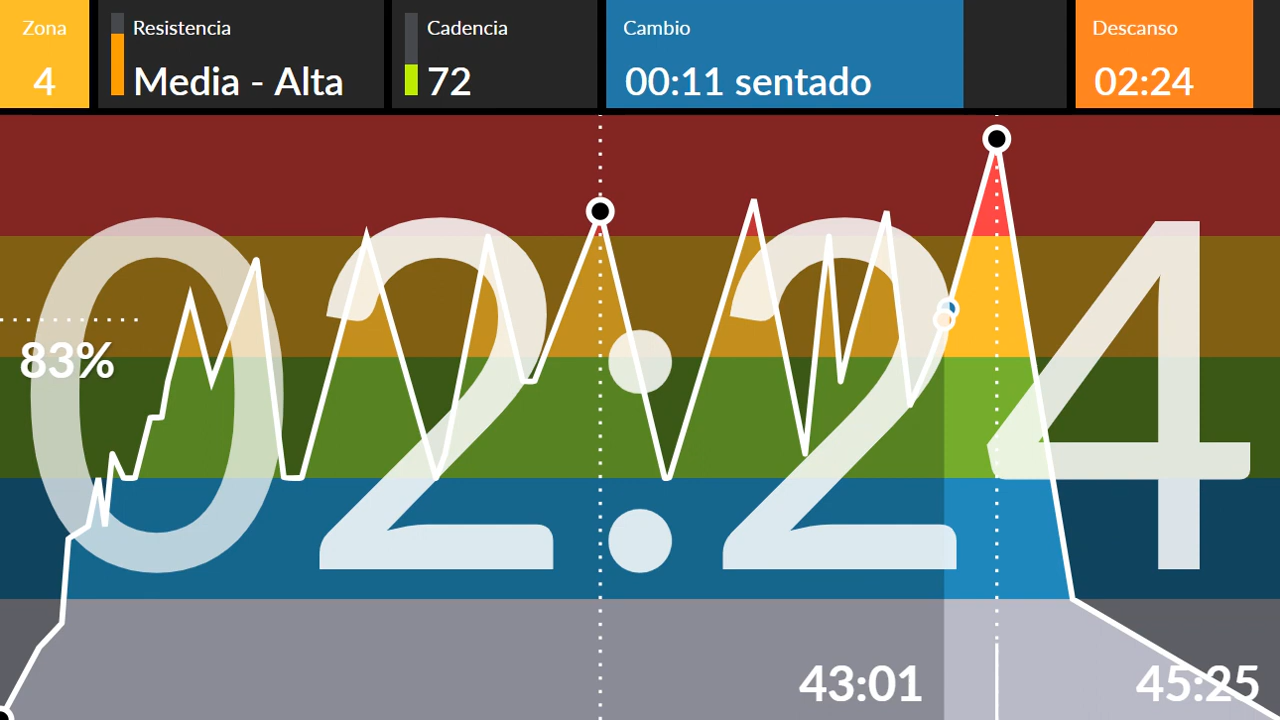 Zona
4
Resistencia
Media - Alta
Cadencia
72
Cambio
00:11 sentado
Descanso
02:24
02:24
83%
43:01
45:25